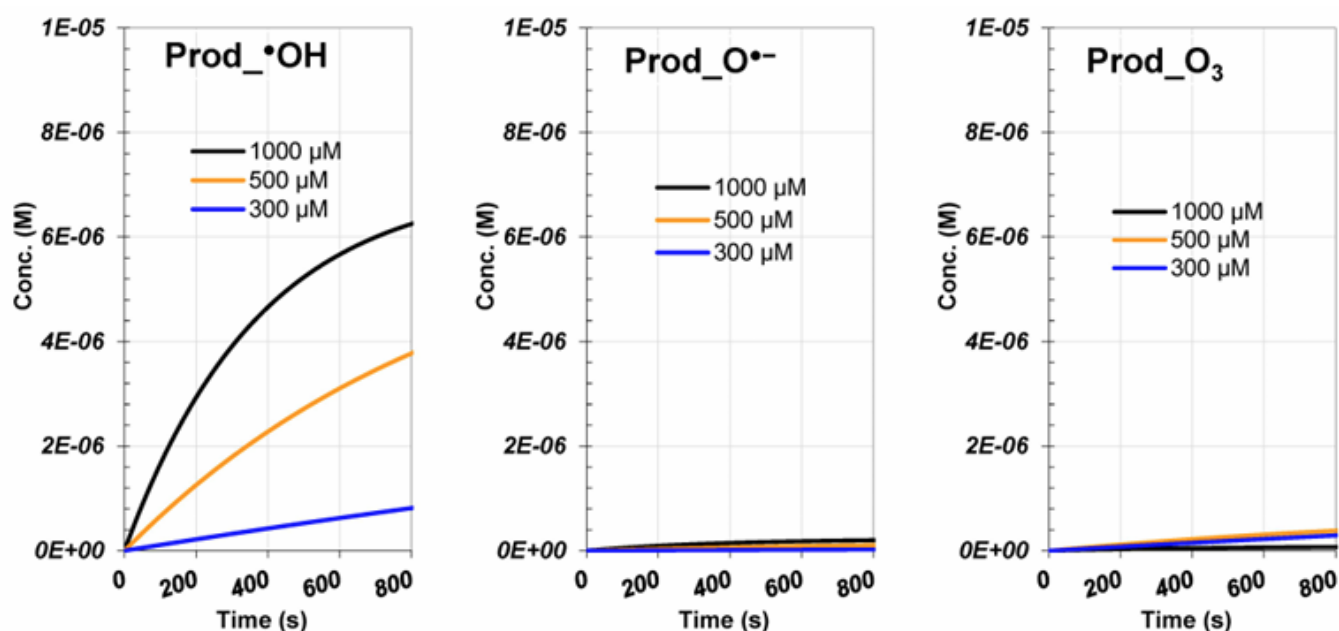 Prod_•OH
Conc. (M)
1E-05
8E-06
6E-06
4E-06
2E-06
0E+00
1000 µM
500 µM
300 µM
0
200
400
600
800
Time (s)
Prod_O•−
Conc. (M)
1E-05
8E-06
6E-06
4E-06
2E-06
0E+00
1000 µM
500 µM
300 µM
0
200
400
600
800
Time (s)
Prod_O₃
Conc. (M)
1E-05
8E-06
6E-06
4E-06
2E-06
0E+00
1000 µM
500 µM
300 µM
0
200
400
600
800
Time (s)